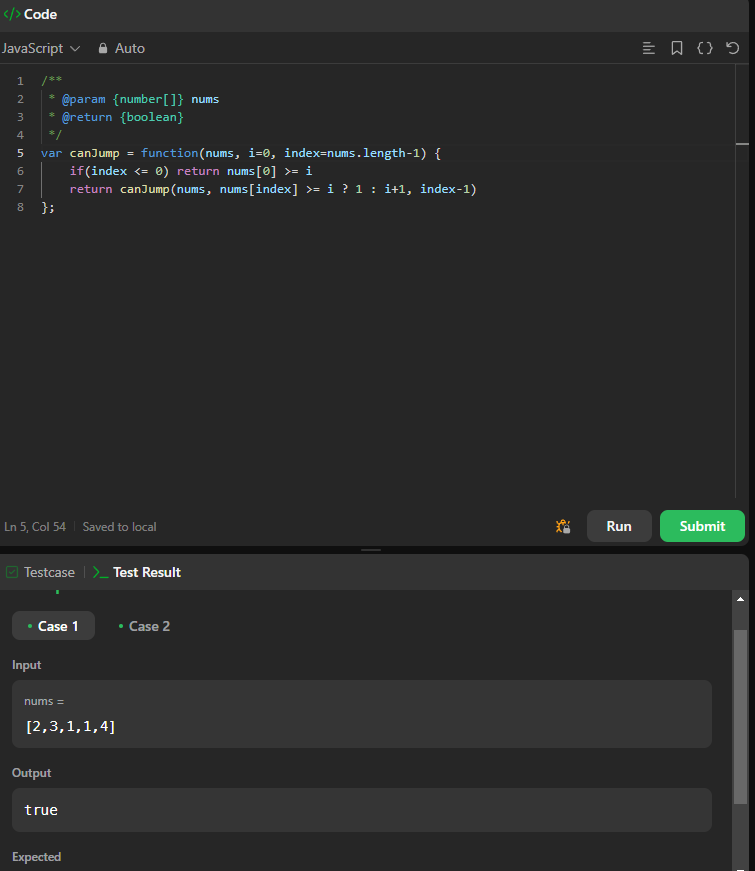 </> Code
JavaScript Auto
1 /**
2  * @param {number[]} nums
3  * @return {boolean}
4  */
5 var canJump = function(nums, i=0, index=nums.length-1) {
6     if(index <= 0) return nums[0] >= i
7     return canJump(nums, nums[index] >= i ? 1 : i+1, index-1)
8 };
Ln 5, Col 54 Saved to local Run Submit
Testcase >_ Test Result
Case 1 Case 2
Input
nums =
[2,3,1,1,4]
Output
true
Expected